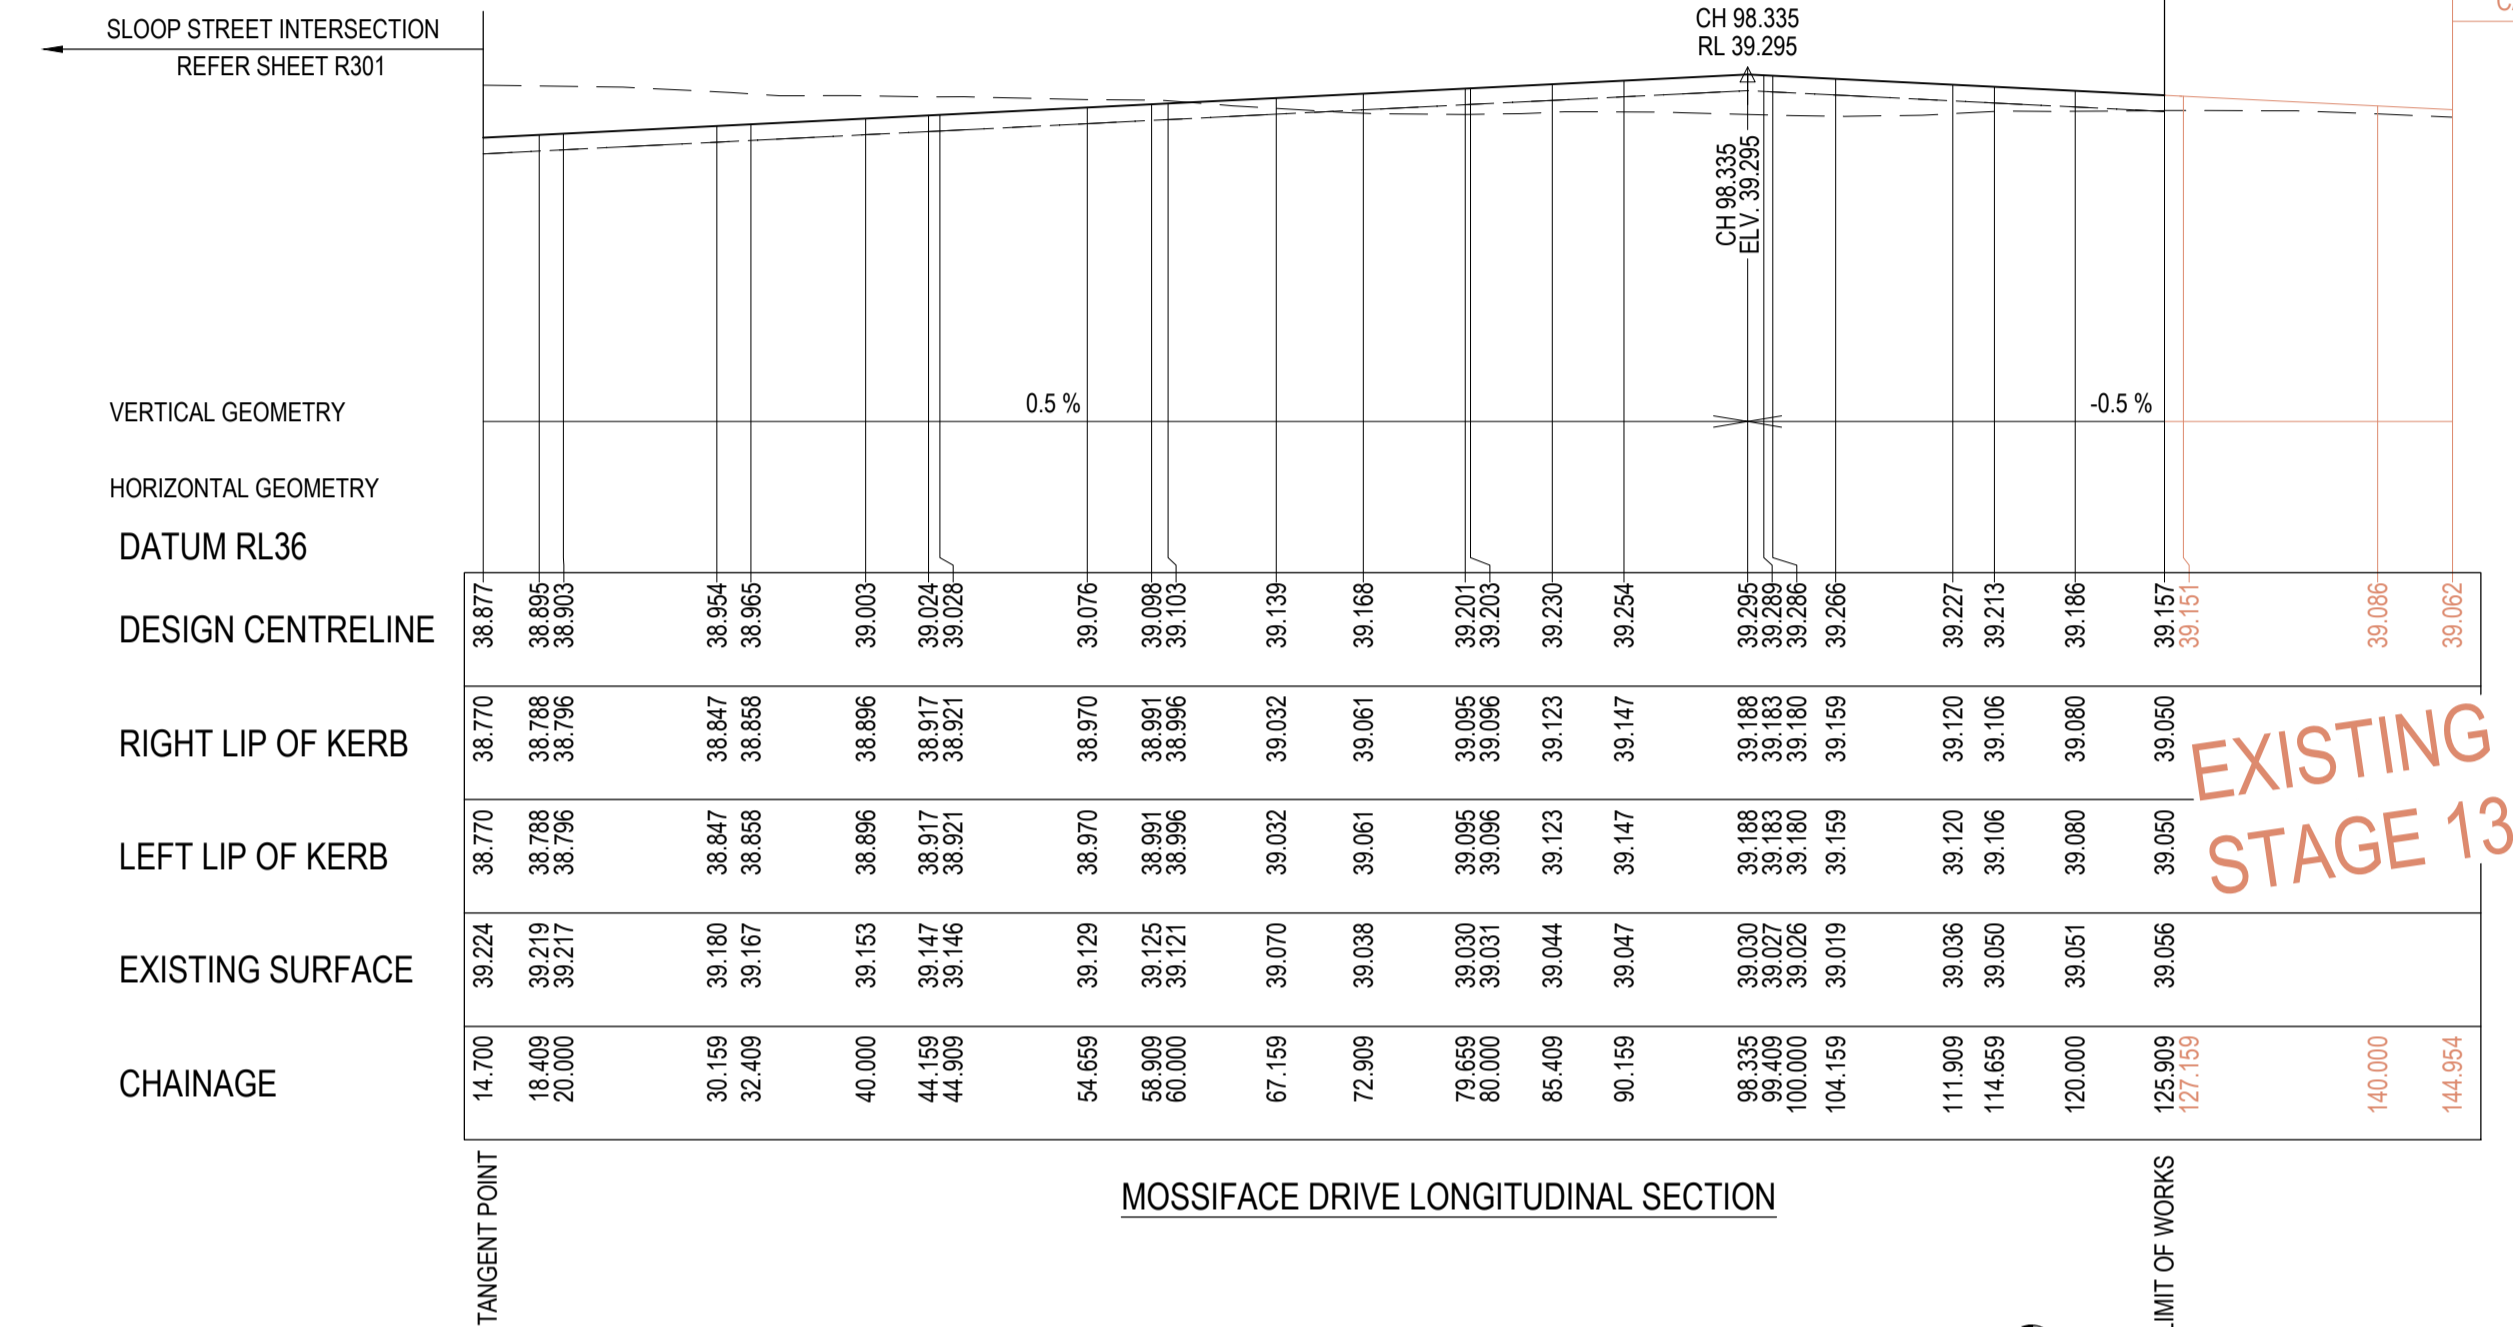 SLOOP STREET INTERSECTION
REFER SHEET R301
CH 98.335
RL 39.295
CH 98.335
ELV. 39.295
VERTICAL GEOMETRY
0.5 %
-0.5 %
HORIZONTAL GEOMETRY
DATUM RL36
DESIGN CENTRELINE 38.877 38.895 38.903 38.954 38.965 39.003 39.024 39.028 39.076 39.098 39.103 39.139 39.168 39.201 39.203 39.230 39.254 39.295 39.289 39.286 39.266 39.227 39.213 39.186 39.157 39.151 39.086 39.062
RIGHT LIP OF KERB 38.770 38.788 38.796 38.847 38.858 38.896 38.917 38.921 38.970 38.991 38.996 39.032 39.061 39.095 39.096 39.123 39.147 39.188 39.183 39.180 39.159 39.120 39.106 39.080 39.050
LEFT LIP OF KERB 38.770 38.788 38.796 38.847 38.858 38.896 38.917 38.921 38.970 38.991 38.996 39.032 39.061 39.095 39.096 39.123 39.147 39.188 39.183 39.180 39.159 39.120 39.106 39.080 39.050
EXISTING
STAGE 13
EXISTING SURFACE 39.224 39.219 39.217 39.180 39.167 39.153 39.147 39.146 39.129 39.125 39.121 39.070 39.038 39.030 39.031 39.044 39.047 39.030 39.027 39.026 39.019 39.036 39.050 39.051 39.056
CHAINAGE 14.700 18.409 20.000 30.159 32.409 40.000 44.159 44.909 54.659 58.909 60.000 67.159 72.909 79.659 80.000 85.409 90.159 98.335 99.409 100.000 104.159 111.909 114.659 120.000 125.909 127.159 140.000 144.954
TANGENT POINT
MOSSIFACE DRIVE LONGITUDINAL SECTION
LIMIT OF WORKS